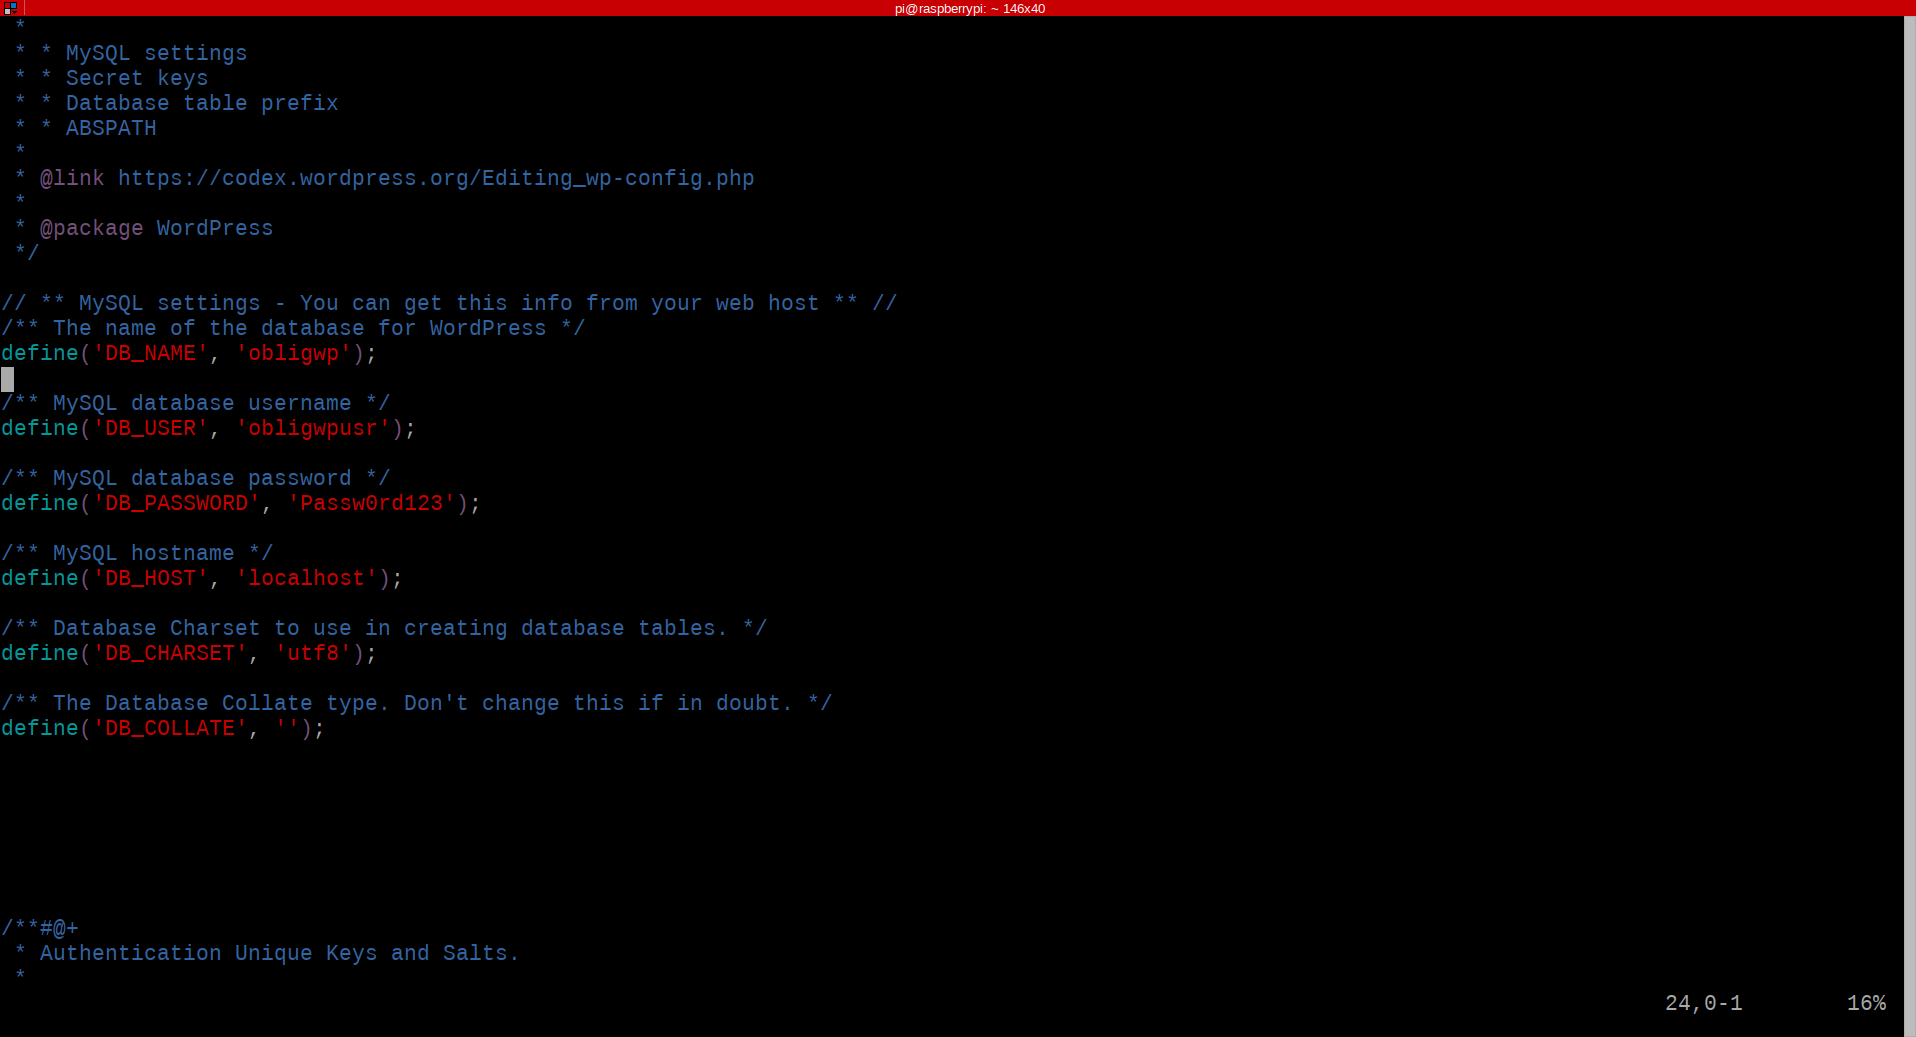 pi@raspberrypi: ~ 146x40
 *
 * * MySQL settings
 * * Secret keys
 * * Database table prefix
 * * ABSPATH
 *
 * @link https://codex.wordpress.org/Editing_wp-config.php
 *
 * @package WordPress
 */

// ** MySQL settings - You can get this info from your web host ** //
/** The name of the database for WordPress */
define('DB_NAME', 'obligwp');

/** MySQL database username */
define('DB_USER', 'obligwpusr');

/** MySQL database password */
define('DB_PASSWORD', 'Passw0rd123');

/** MySQL hostname */
define('DB_HOST', 'localhost');

/** Database Charset to use in creating database tables. */
define('DB_CHARSET', 'utf8');

/** The Database Collate type. Don't change this if in doubt. */
define('DB_COLLATE', '');

/**#@+
 * Authentication Unique Keys and Salts.
 *
24,0-1 16%